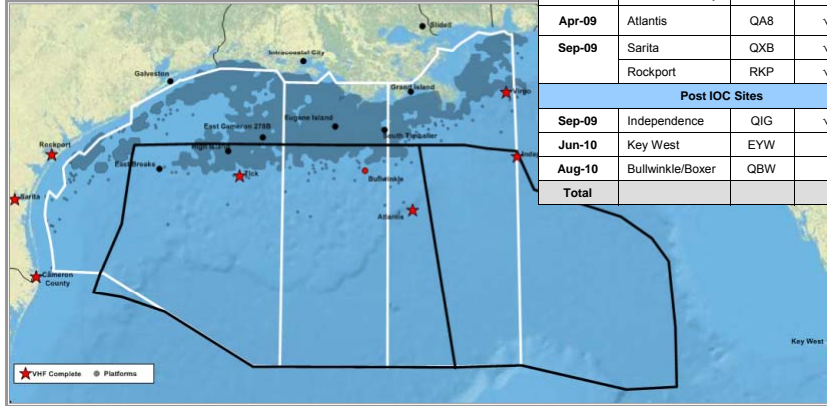 Apr-09 Atlantis QA8
Sep-09 Sarita QXB
Rockport RKP
Post IOC Sites
Sep-09 Independence QIG
Jun-10 Key West EYW
Aug-10 Bullwinkle/Boxer QBW
Total
Slidell
Intracoastal City
Galveston
Grand Island
Virgo
Eugene Island
East Cameron 278B
South Timbalier
Rockport
East Breaks
Tick
Bullwinkle
Sarita
Atlantis
Cameron
County
Key West
VHF Complete Platforms